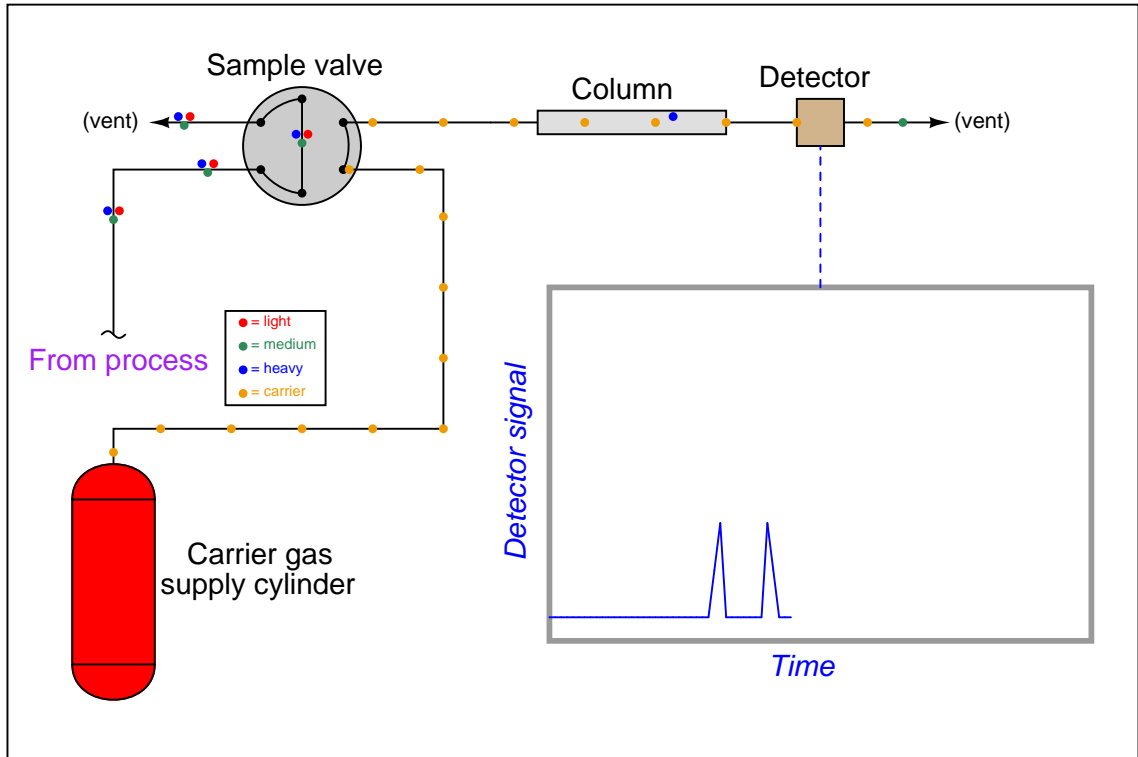 Sample valve
Column
Detector
(vent)
(vent)
= light
= medium
= heavy
= carrier
From process
Detector signal
Carrier gas
supply cylinder
Time